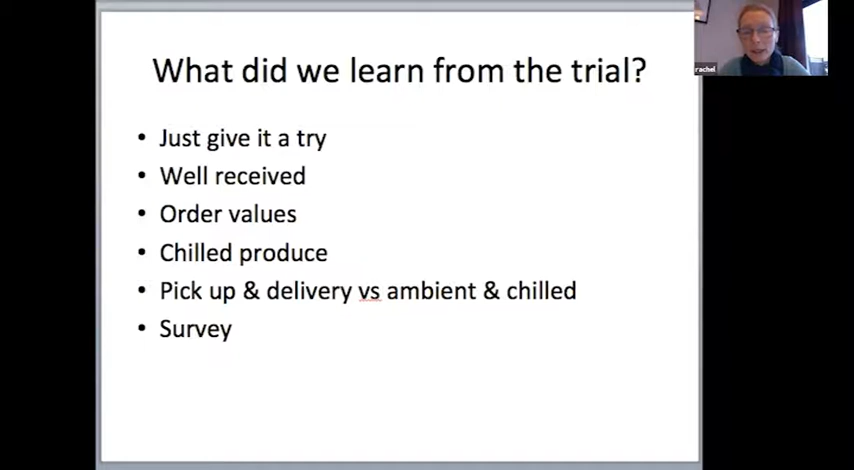 What did we learn from the trial?
• Just give it a try
• Well received
• Order values
• Chilled produce
• Pick up & delivery vs ambient & chilled
• Survey
rachel